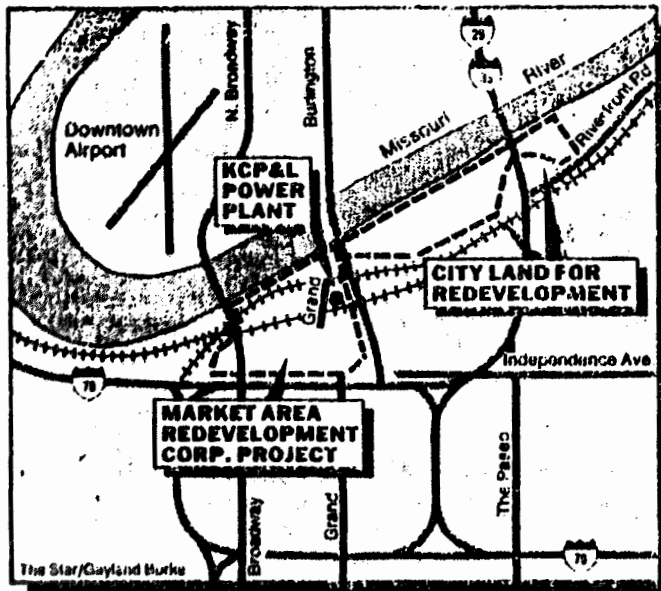 29
35
N. Broadway
Burlington
Missouri River
Riverfront Rd
Downtown
Airport
KCP&L
POWER
PLANT
Grand
CITY LAND FOR
REDEVELOPMENT
Independence Ave
70
MARKET AREA
REDEVELOPMENT
CORP. PROJECT
Broadway
Grand
The Paseo
70
The Star/Gayland Burke